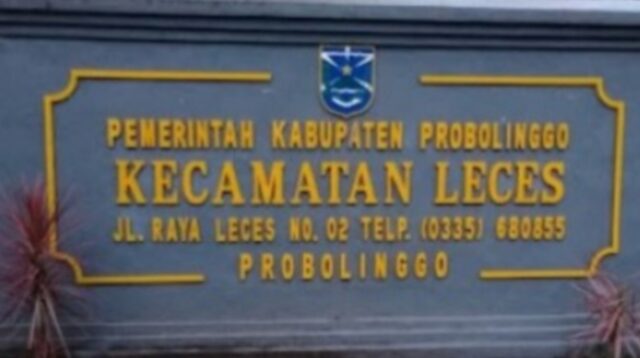 PEMERINTAH KABUPATEN PROBOLINGGO
KECAMATAN LECES
JL. RAYA LECES NO. 02 TELP. (0335) 680855
PROBOLINGGO